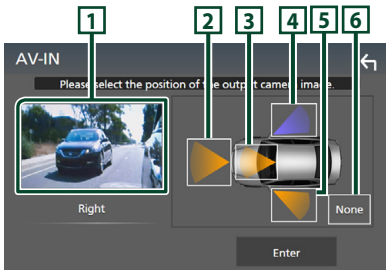 1 2 3 4 5 6
AV-IN
Please select the position of the output camera image.
Right
None
Enter